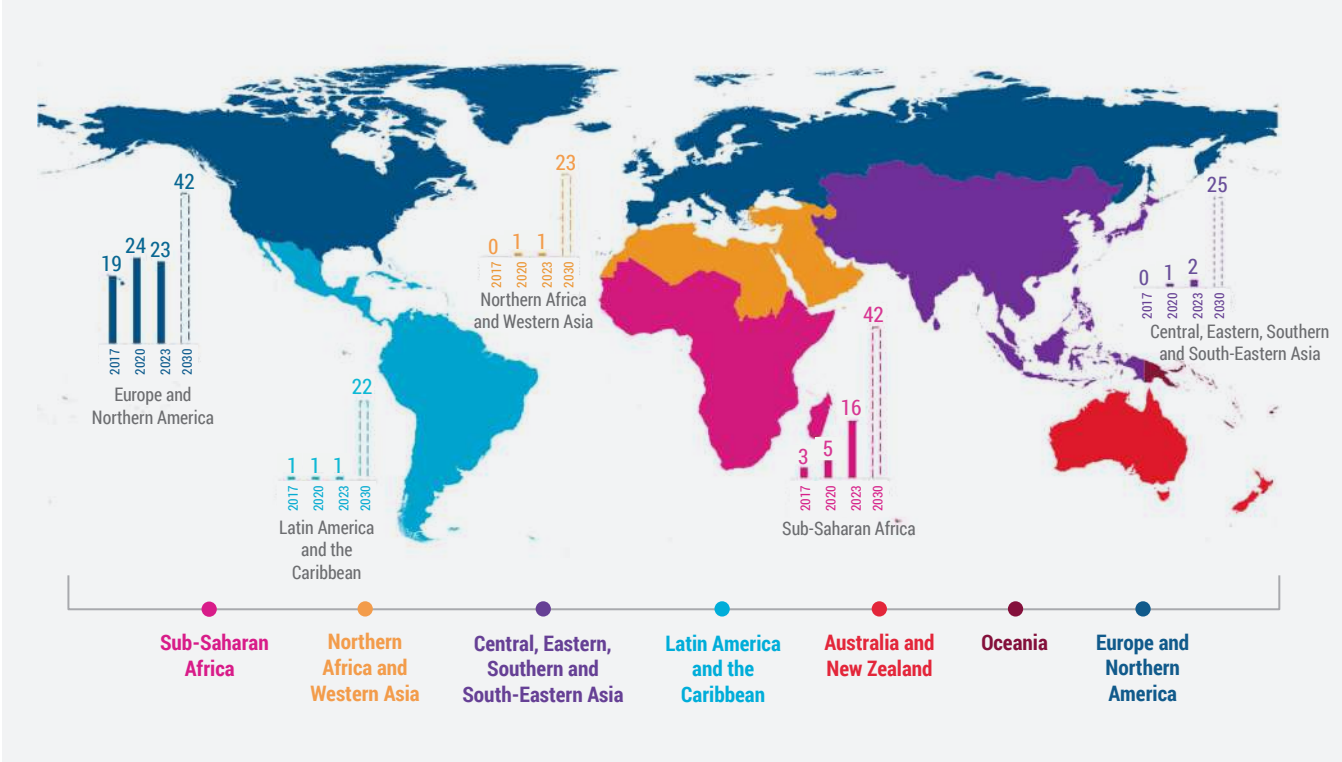 42
19
24
23
2017
2020
2023
2030
Europe and
Northern America
23
0
1
1
2017
2020
2023
2030
Northern Africa
and Western Asia
25
0
1
2
2017
2020
2023
2030
Central, Eastern, Southern
and South-Eastern Asia
22
1
1
1
2017
2020
2023
2030
Latin America
and the
Caribbean
42
3
5
16
2017
2020
2023
2030
Sub-Saharan Africa
Sub-Saharan
Africa
Northern
Africa and
Western Asia
Central, Eastern,
Southern and
South-Eastern Asia
Latin America
and the
Caribbean
Australia and
New Zealand
Oceania
Europe and
Northern
America